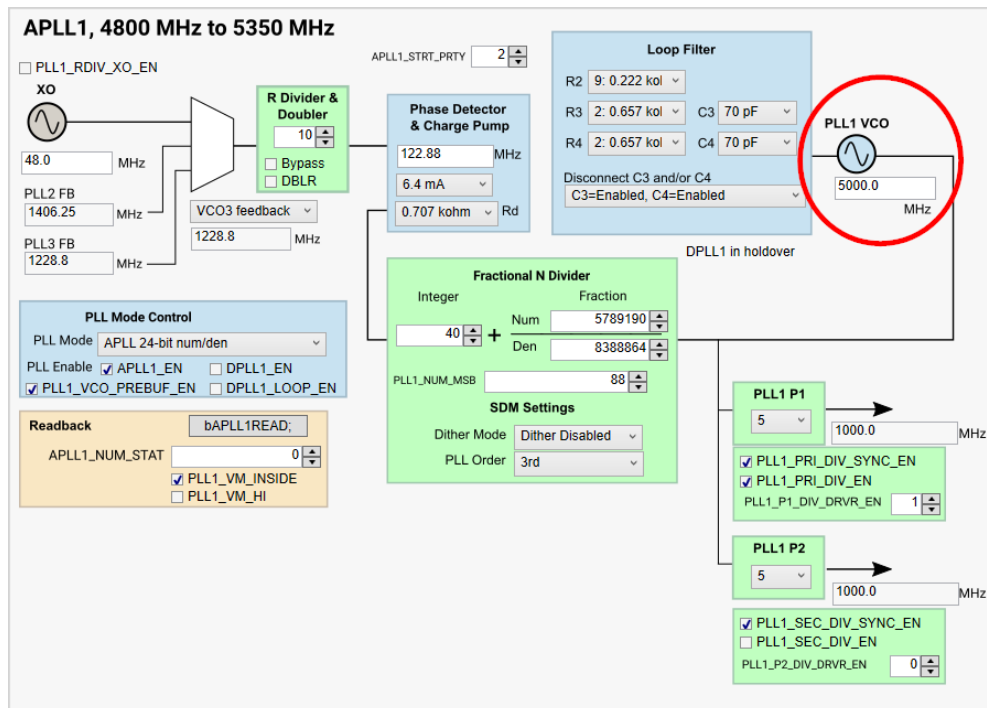 APLL1, 4800 MHz to 5350 MHz
PLL1_RDIV_XO_EN
XO
48.0 MHz
PLL2 FB
1406.25 MHz
PLL3 FB
1228.8 MHz
VCO3 feedback
1228.8 MHz
R Divider &
Doubler
10
Bypass
DBLR
APLL1_STRT_PRTY 2
Phase Detector
& Charge Pump
122.88 MHz
6.4 mA
0.707 kohm Rd
Loop Filter
R2 9: 0.222 kol
R3 2: 0.657 kol C3 70 pF
R4 2: 0.657 kol C4 70 pF
Disconnect C3 and/or C4
C3=Enabled, C4=Enabled
PLL1 VCO
5000.0
MHz
DPLL1 in holdover
Fractional N Divider
Integer Fraction
40 + Num 5789190
Den 8388864
PLL1_NUM_MSB 88
SDM Settings
Dither Mode Dither Disabled
PLL Order 3rd
PLL Mode Control
PLL Mode APLL 24-bit num/den
PLL Enable APLL1_EN DPLL1_EN
PLL1_VCO_PREBUF_EN DPLL1_LOOP_EN
Readback bAPLL1READ;
APLL1_NUM_STAT 0
PLL1_VM_INSIDE
PLL1_VM_HI
PLL1 P1
5
1000.0 MHz
PLL1_PRI_DIV_SYNC_EN
PLL1_PRI_DIV_EN
PLL1_P1_DIV_DRVR_EN 1
PLL1 P2
5
1000.0 MHz
PLL1_SEC_DIV_SYNC_EN
PLL1_SEC_DIV_EN
PLL1_P2_DIV_DRVR_EN 0